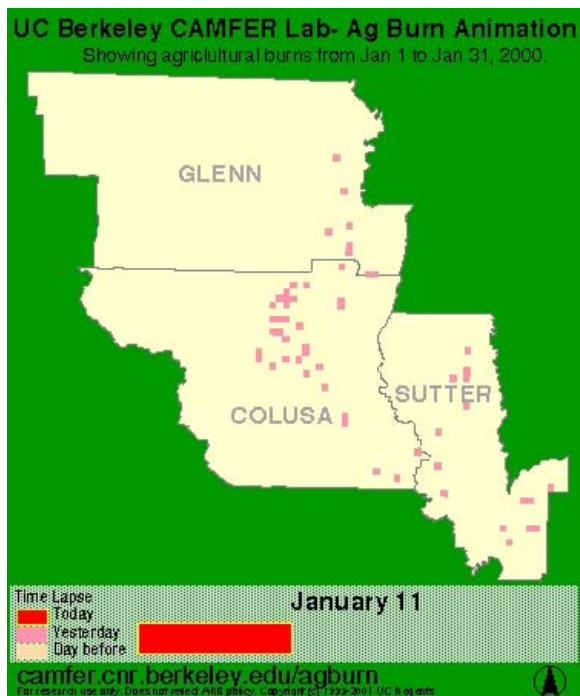 UC Berkeley CAMFER Lab- Ag Burn Animation
Showing agriclultural burns from Jan 1 to Jan 31, 2000.
GLENN
COLUSA
SUTTER
Time Lapse
January 11
Today
Yesterday
Day before
camfer.cnr.berkeley.edu/agburn
For research use only. Does not reflect ARB policy. Copyright (c) 1999-2001 UC Regents